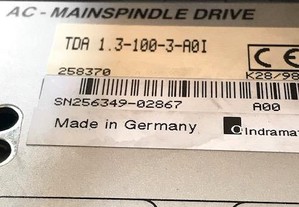 AC - MAINSPINDLE DRIVE
TDA 1.3-100-3-A0I
258370
K28/98
SN256349-02867
A00
Made in Germany
Indramat